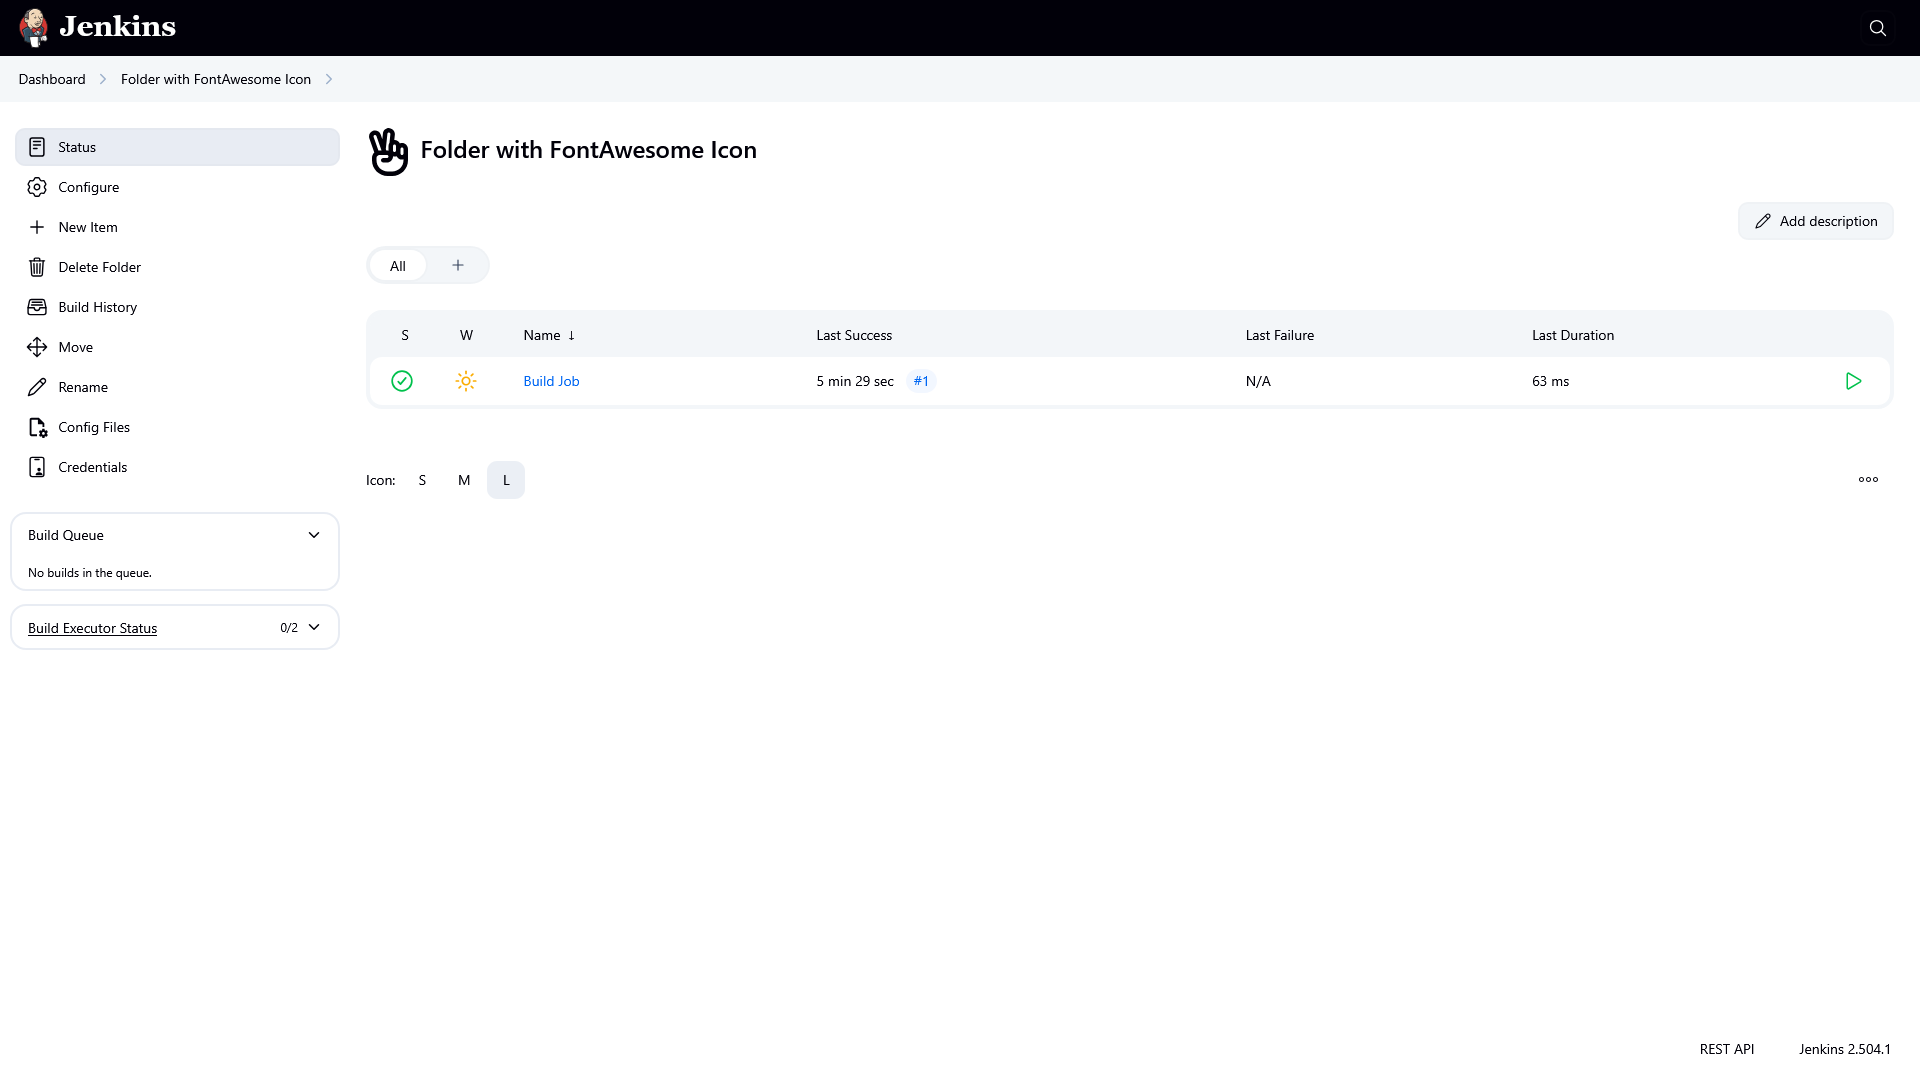 Jenkins
Dashboard
Folder with FontAwesome Icon
Status
Configure
New Item
Delete Folder
Build History
Move
Rename
Config Files
Credentials
Build Queue
No builds in the queue.
Build Executor Status 0/2
Folder with FontAwesome Icon
Add description
All +
S W Name ↓ Last Success Last Failure Last Duration
Build Job 5 min 29 sec #1 N/A 63 ms
Icon: S M L
REST API Jenkins 2.504.1